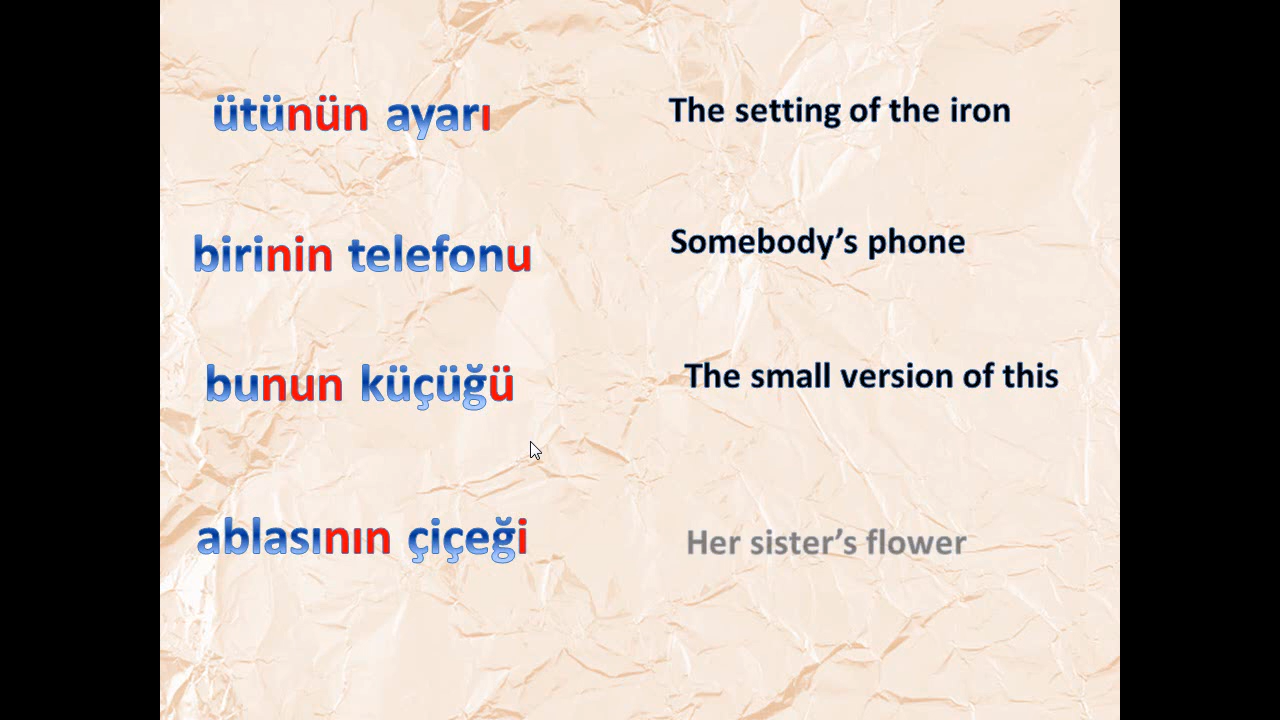 ütünün ayarı The setting of the iron
birinin telefonu Somebody’s phone
bunun küçüğü The small version of this
ablasının çiçeği Her sister’s flower